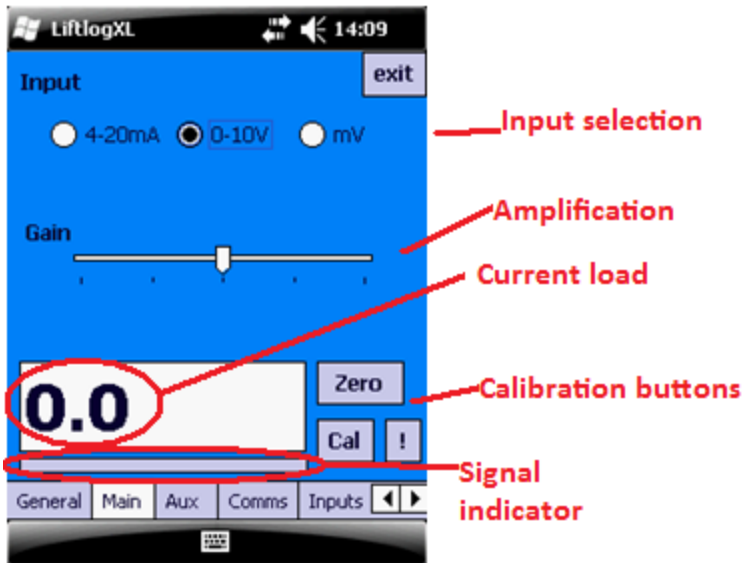 LiftlogXL 14:09
Input
exit
4-20mA 0-10V mV
Input selection
Amplification
Gain
Current load
0.0
Zero
Calibration buttons
Cal !
Signal
indicator
General Main Aux Comms Inputs